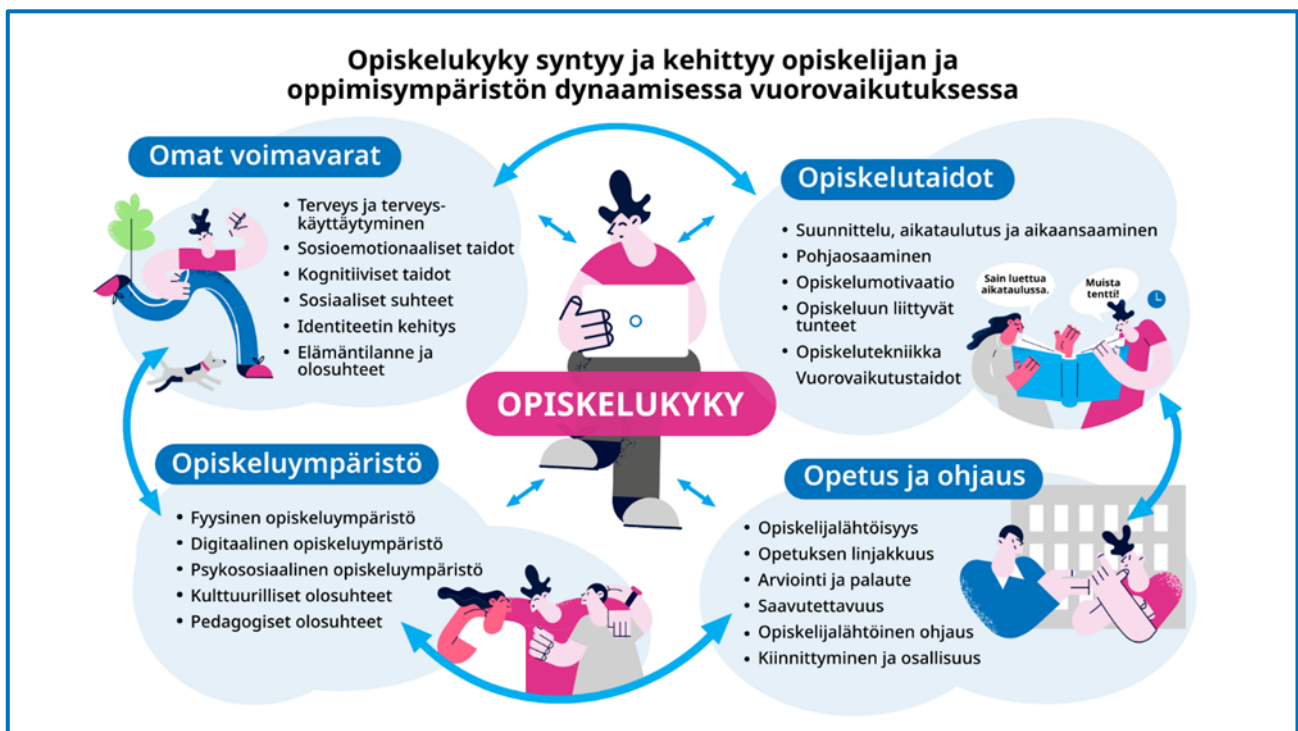 Opiskelukyky syntyy ja kehittyy opiskelijan ja
oppimisympäristön dynaamisessa vuorovaikutuksessa
Omat voimavarat
• Terveys ja terveys-
käyttäytyminen
• Sosioemotionaaliset taidot
• Kognitiiviset taidot
• Sosiaaliset suhteet
• Identiteetin kehitys
• Elämäntilanne ja
olosuhteet
Opiskelutaidot
• Suunnittelu, aikataulutus ja aikaansaaminen
• Pohjaosaaminen
• Opiskelumotivaatio
• Opiskeluun liittyvät
tunteet
• Opiskelutekniikka
Vuorovaikutustaidot
Sain luettua
aikataulussa.
Muista
tentti!
OPISKELUKYKY
Opiskeluympäristö
• Fyysinen opiskeluympäristö
• Digitaalinen opiskeluympäristö
• Psykososiaalinen opiskeluympäristö
• Kulttuurilliset olosuhteet
• Pedagogiset olosuhteet
Opetus ja ohjaus
• Opiskelijalähtöisyys
• Opetuksen linjakkuus
• Arviointi ja palaute
• Saavutettavuus
• Opiskelijalähtöinen ohjaus
• Kiinnittyminen ja osallisuus